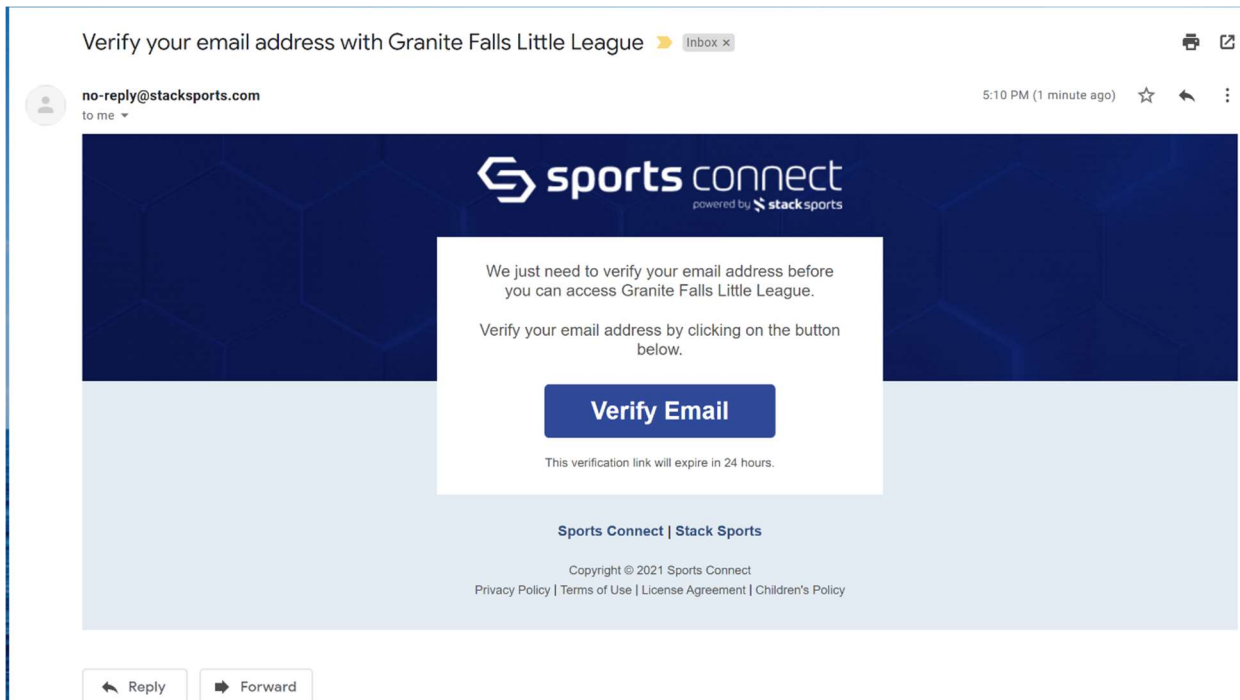 Verify your email address with Granite Falls Little League Inbox ×
no-reply@stacksports.com 5:10 PM (1 minute ago)
to me
sports connect
powered by stack sports
We just need to verify your email address before
you can access Granite Falls Little League.
Verify your email address by clicking on the button
below.
Verify Email
This verification link will expire in 24 hours.
Sports Connect | Stack Sports
Copyright © 2021 Sports Connect
Privacy Policy | Terms of Use | License Agreement | Children's Policy
Reply Forward